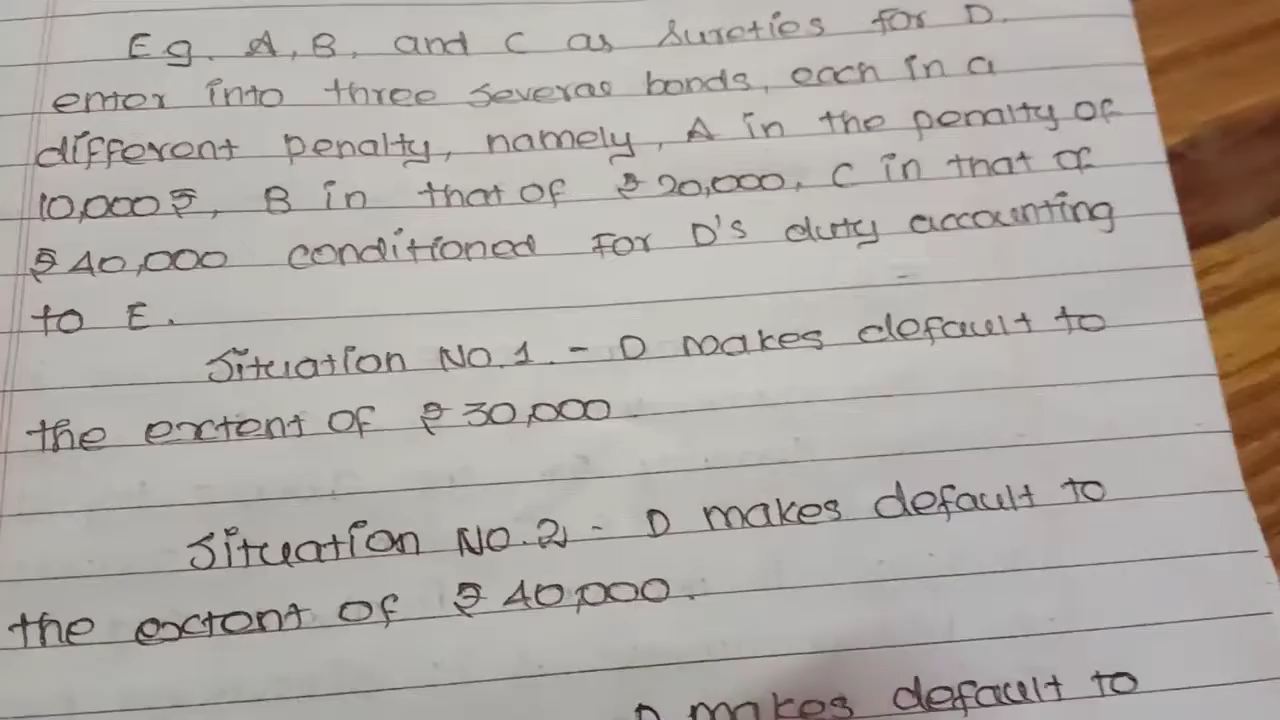 Eg. A, B, and C as Sureties for D.
enter into three several bonds, each in a
different penalty, namely, A in the penalty of
10,000₹, B in that of ₹20,000, C in that of
₹40,000 conditioned for D's duty accounting
to E.
Situation No.1. - D makes default to
the extent of ₹30,000
Situation No.2 - D makes default to
the extent of ₹40,000.
D makes default to